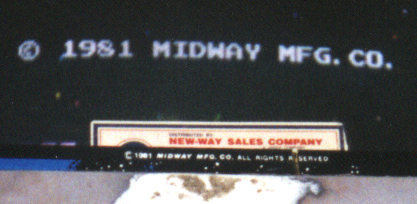 © 1981 MIDWAY MFG. CO.
DISTRIBUTED BY
NEW-WAY SALES COMPANY
© 1981 MIDWAY MFG. CO. ALL RIGHTS RESERVED